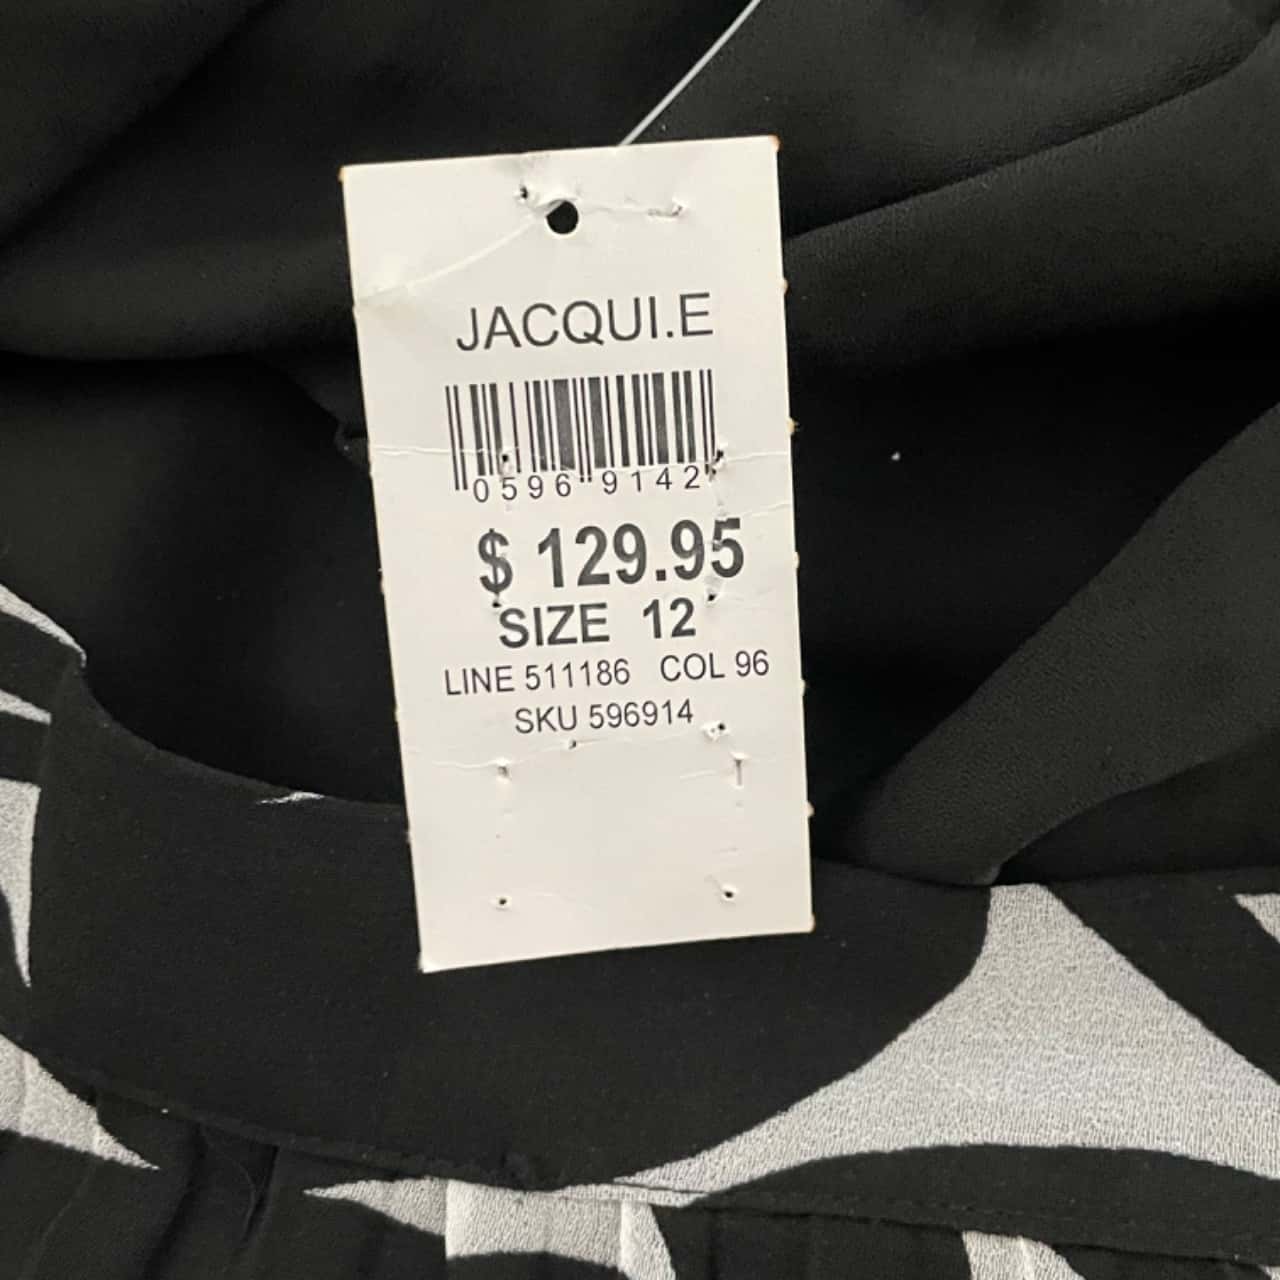 JACQUI.E
0596 9142
$ 129.95
SIZE 12
LINE 511186 COL 96
SKU 596914